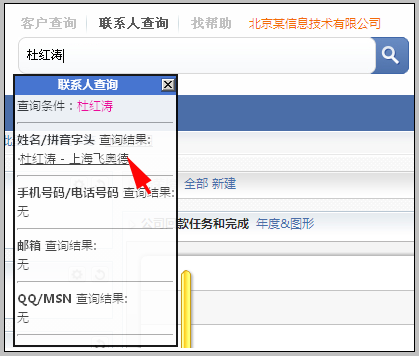 客户查询 联系人查询 找帮助 北京某信息技术有限公司
杜红涛
联系人查询
查询条件：杜红涛
姓名/拼音字头 查询结果:
·杜红涛 - 上海飞奥德
全部 新建
手机号码/电话号码 查询结果:
无
公司回款任务和完成 年度&图形
邮箱 查询结果:
无
QQ/MSN 查询结果:
无